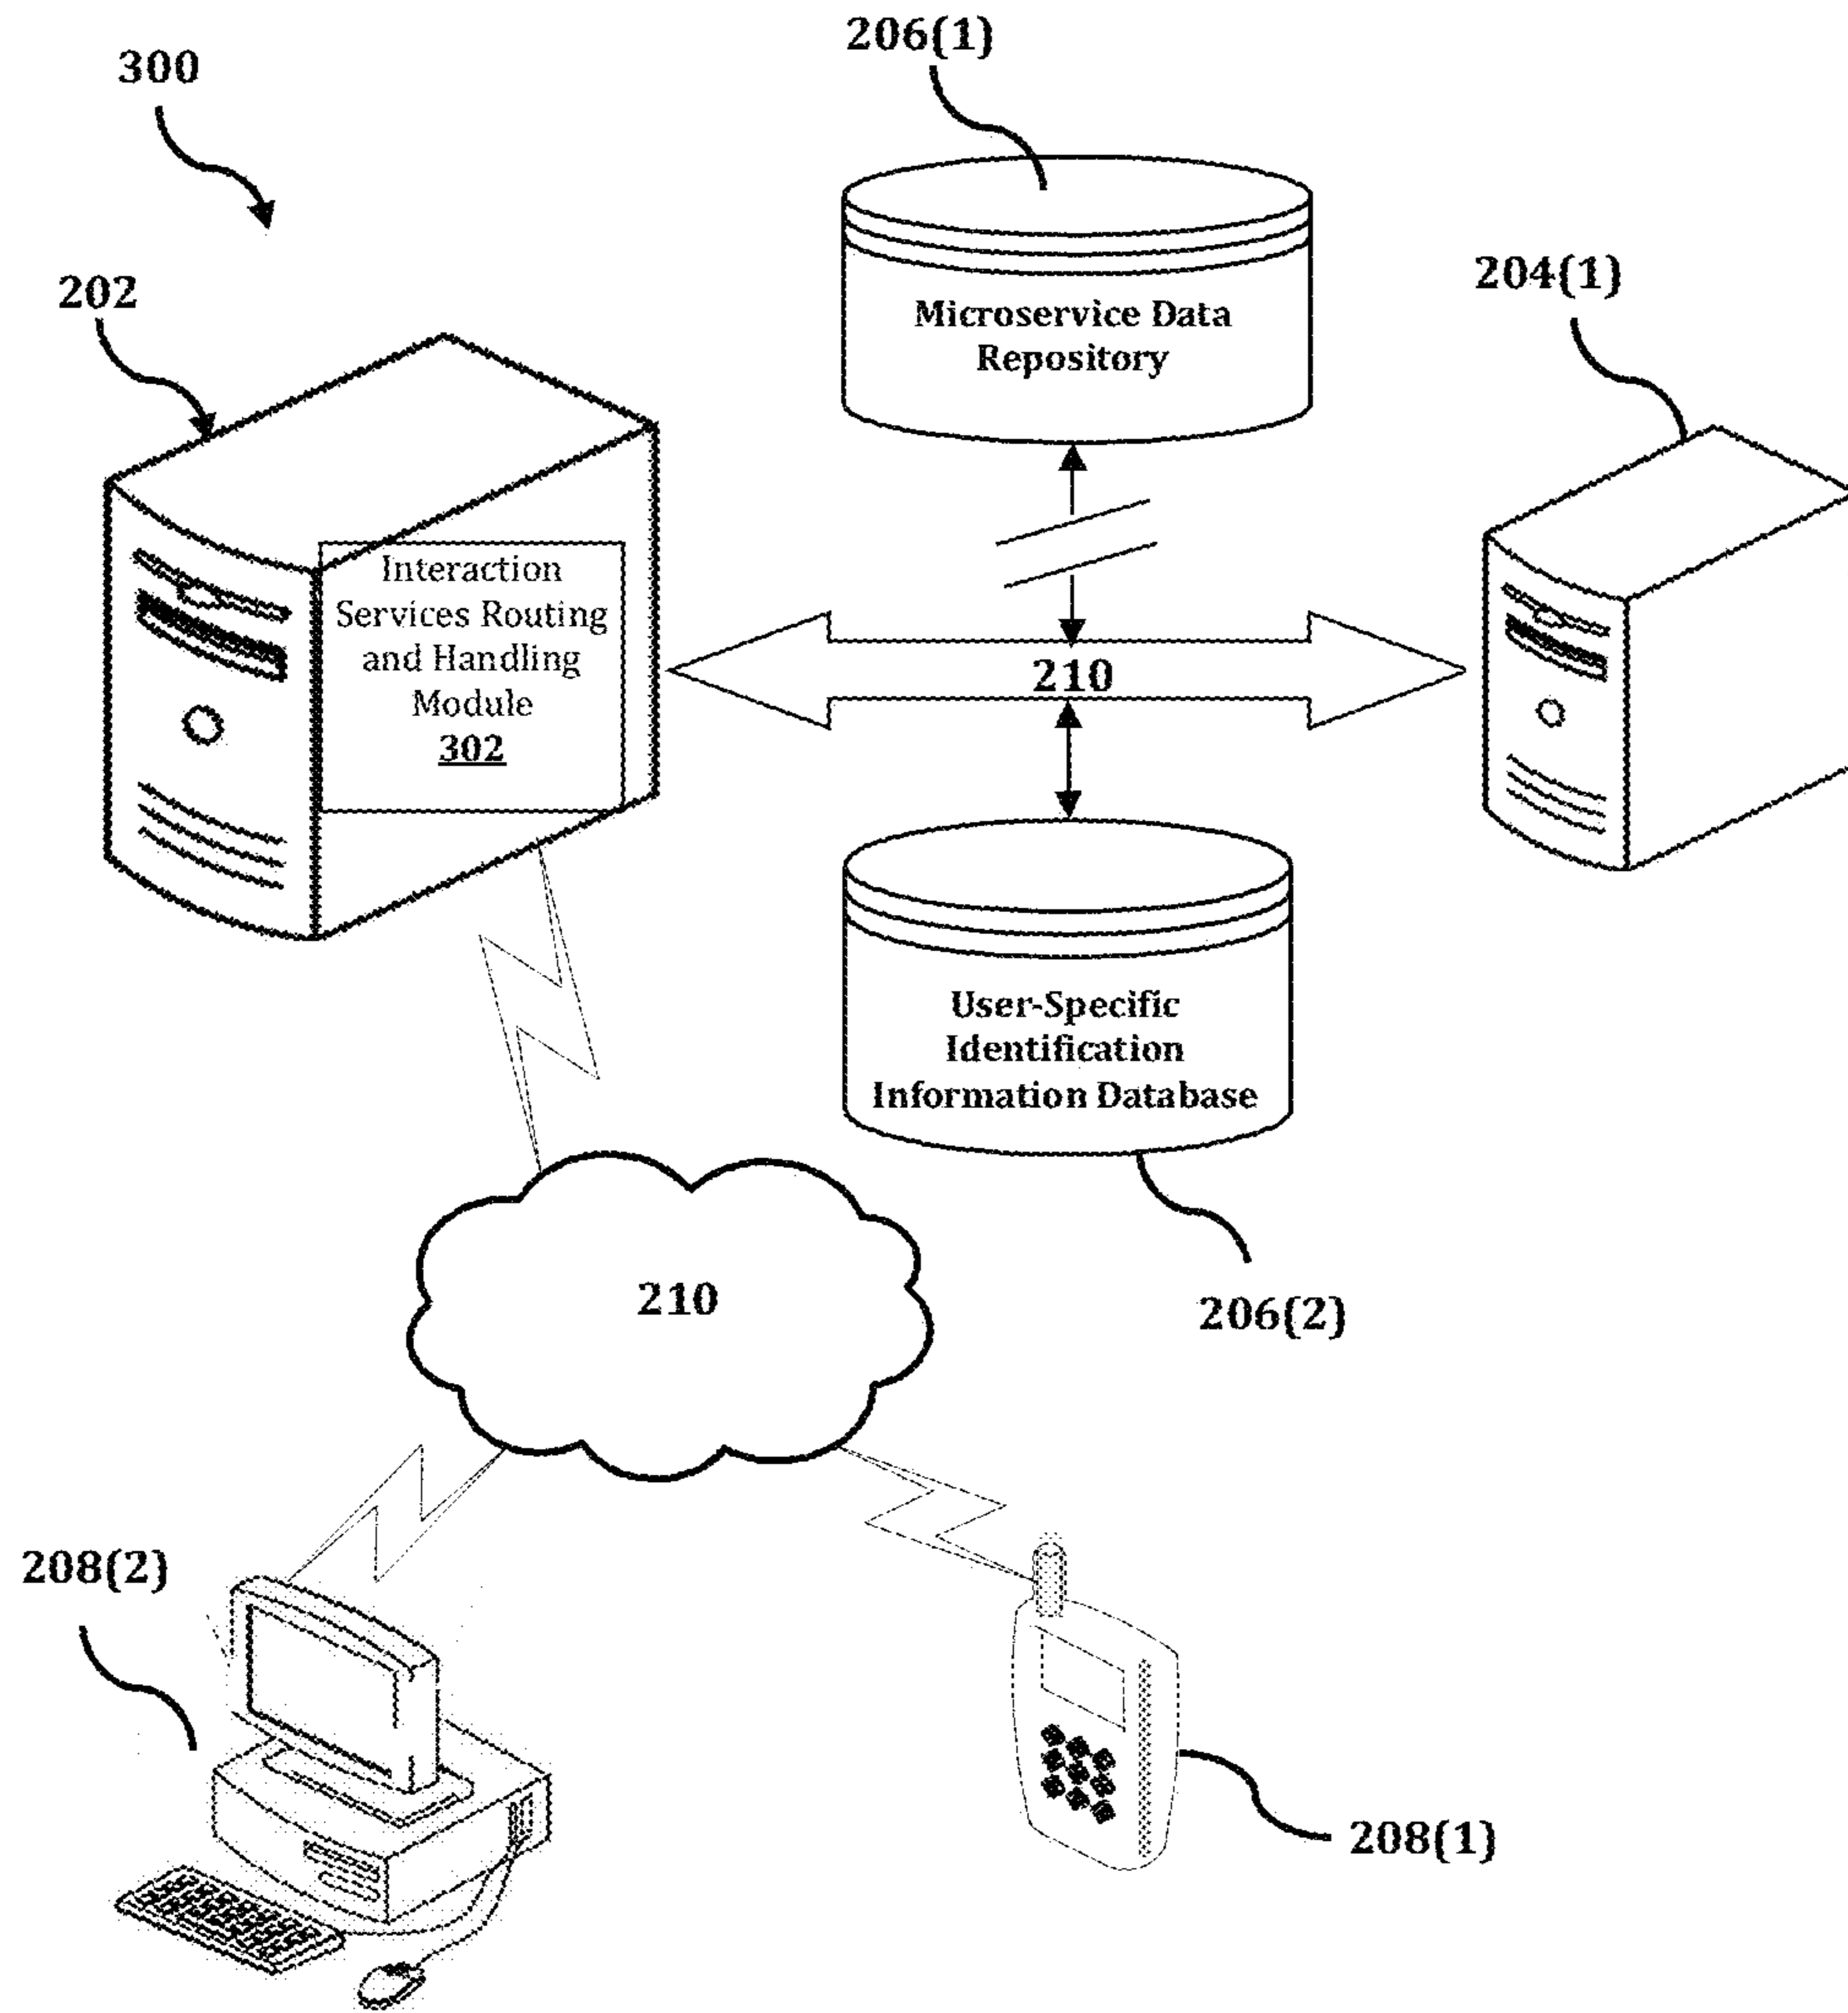 206(1)
300
204(1)
202
Microservice Data
Repository
Interaction
Services Routing
and Handling
Module
302
210
User-Specific
Identification
Information Database
210
206(2)
208(2)
208(1)